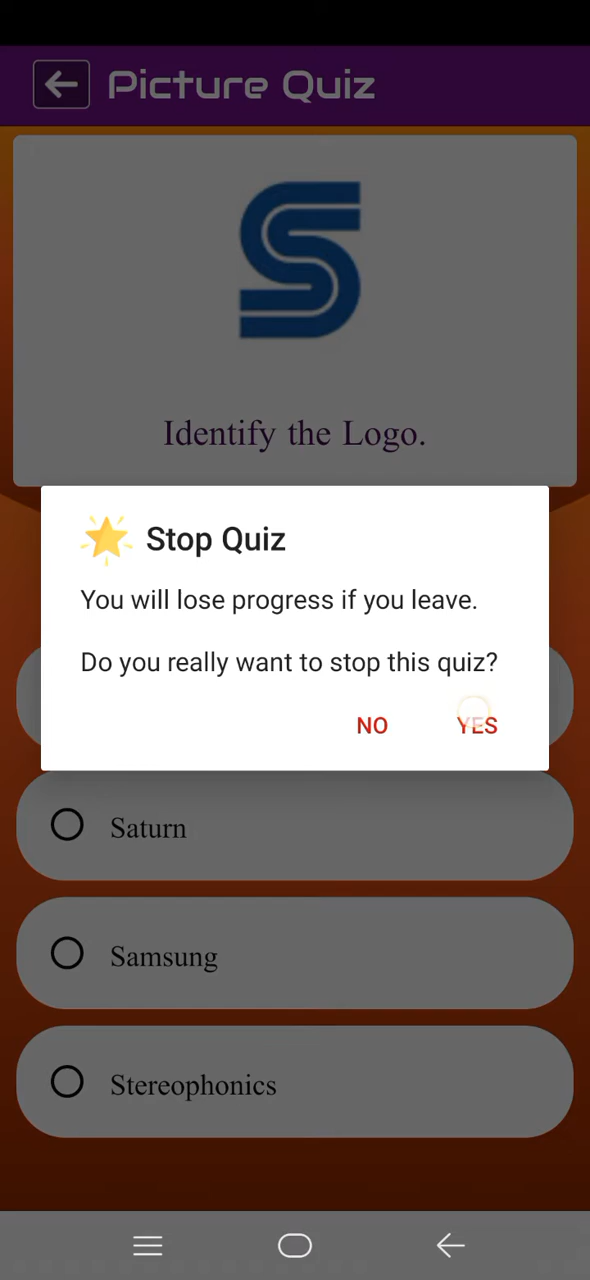 Picture Quiz
Identify the Logo.
Stop Quiz
You will lose progress if you leave.
Do you really want to stop this quiz?
NO
YES
Saturn
Samsung
Stereophonics